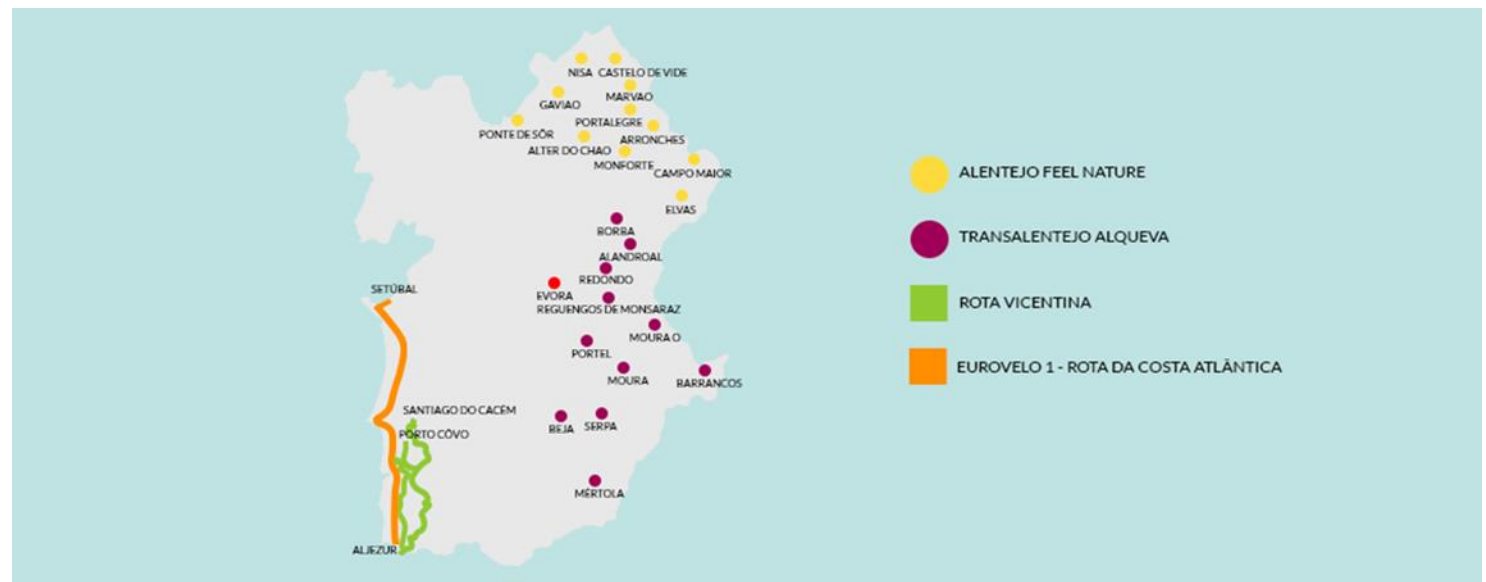 NISA
CASTELO DE VIDE
MARVAO
GAVIAO
PORTALEGRE
PONTE DE SÔR
ARRONCHES
ALTER DO CHAO
MONFORTE
CAMPO MAIOR
ELVAS
BORBA
ALANDROAL
REDONDO
SETÚBAL
EVORA
REGUENGOS DE MONSARAZ
MOURA O
PORTEL
MOURA
BARRANCOS
SANTIAGO DO CACÉM
BEJA
SERPA
PORTO CÔVO
MÉRTOLA
ALJEZUR
ALENTEJO FEEL NATURE
TRANSALENTEJO ALQUEVA
ROTA VICENTINA
EUROVELO 1 - ROTA DA COSTA ATLÂNTICA